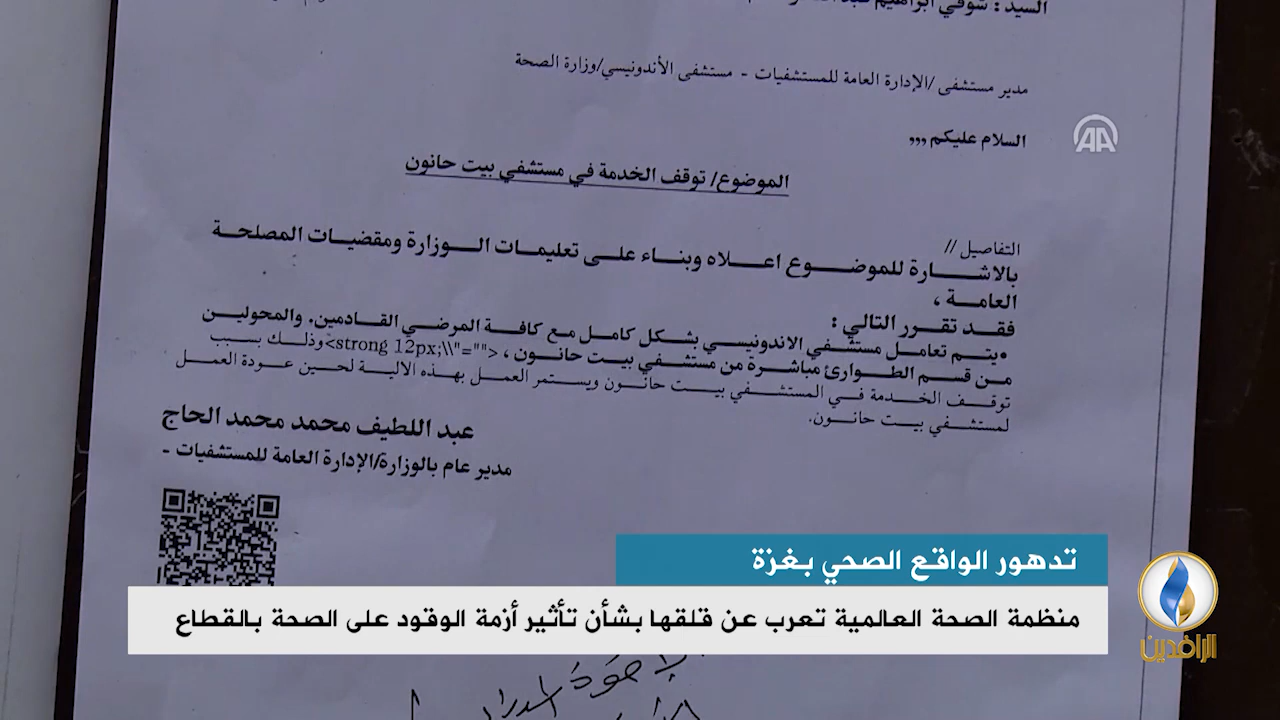 السيد : شوقي ابراهيم
مدير مستشفى /الإدارة العامة للمستشفيات - مستشفى الأندونيسي/وزارة الصحة
السلام عليكم ,,,
AA
الموضوع/ توقف الخدمة في مستشفي بيت حانون
التفاصيل //
بالاشارة للموضوع اعلاه وبناء على تعليمات الوزارة ومقضيات المصلحة
العامة ،
فقد تقرر التالي :
•يتم تعامل مستشفي الاندونيسي بشكل كامل مع كافة المرضي القادمين. والمحولين
من قسم الطوارئ مباشرة من مستشفي بيت حانون ، <strong 12px;\\"="">وذلك بسبب
توقف الخدمة في المستشفي بيت حانون ويستمر العمل بهذه الالية لحين عودة العمل
لمستشفي بيت حانون.
عبد اللطيف محمد محمد الحاج
مدير عام بالوزارة/الإدارة العامة للمستشفيات -
تدهور الواقع الصحي بغزة
منظمة الصحة العالمية تعرب عن قلقها بشأن تأثير أزمة الوقود على الصحة بالقطاع
الرافدين